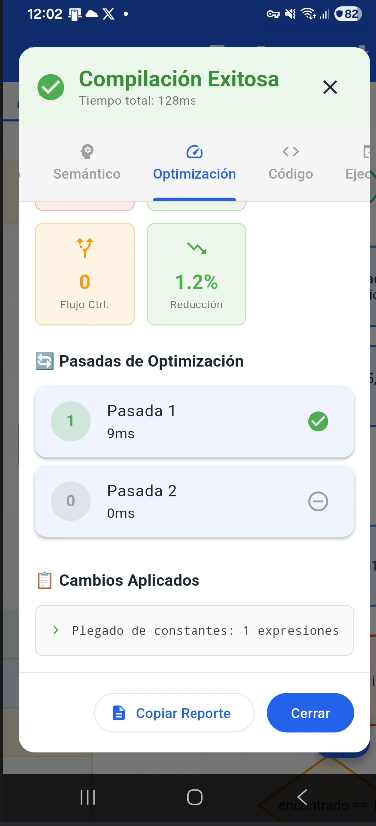 12:02
82
Compilación Exitosa
Tiempo total: 128ms
Semántico
Optimización
Código
Ejec
0
Flujo Ctrl.
1.2%
Reducción
Pasadas de Optimización
1
Pasada 1
9ms
0
Pasada 2
0ms
Cambios Aplicados
> Plegado de constantes: 1 expresiones
Copiar Reporte
Cerrar
encontrado == 1